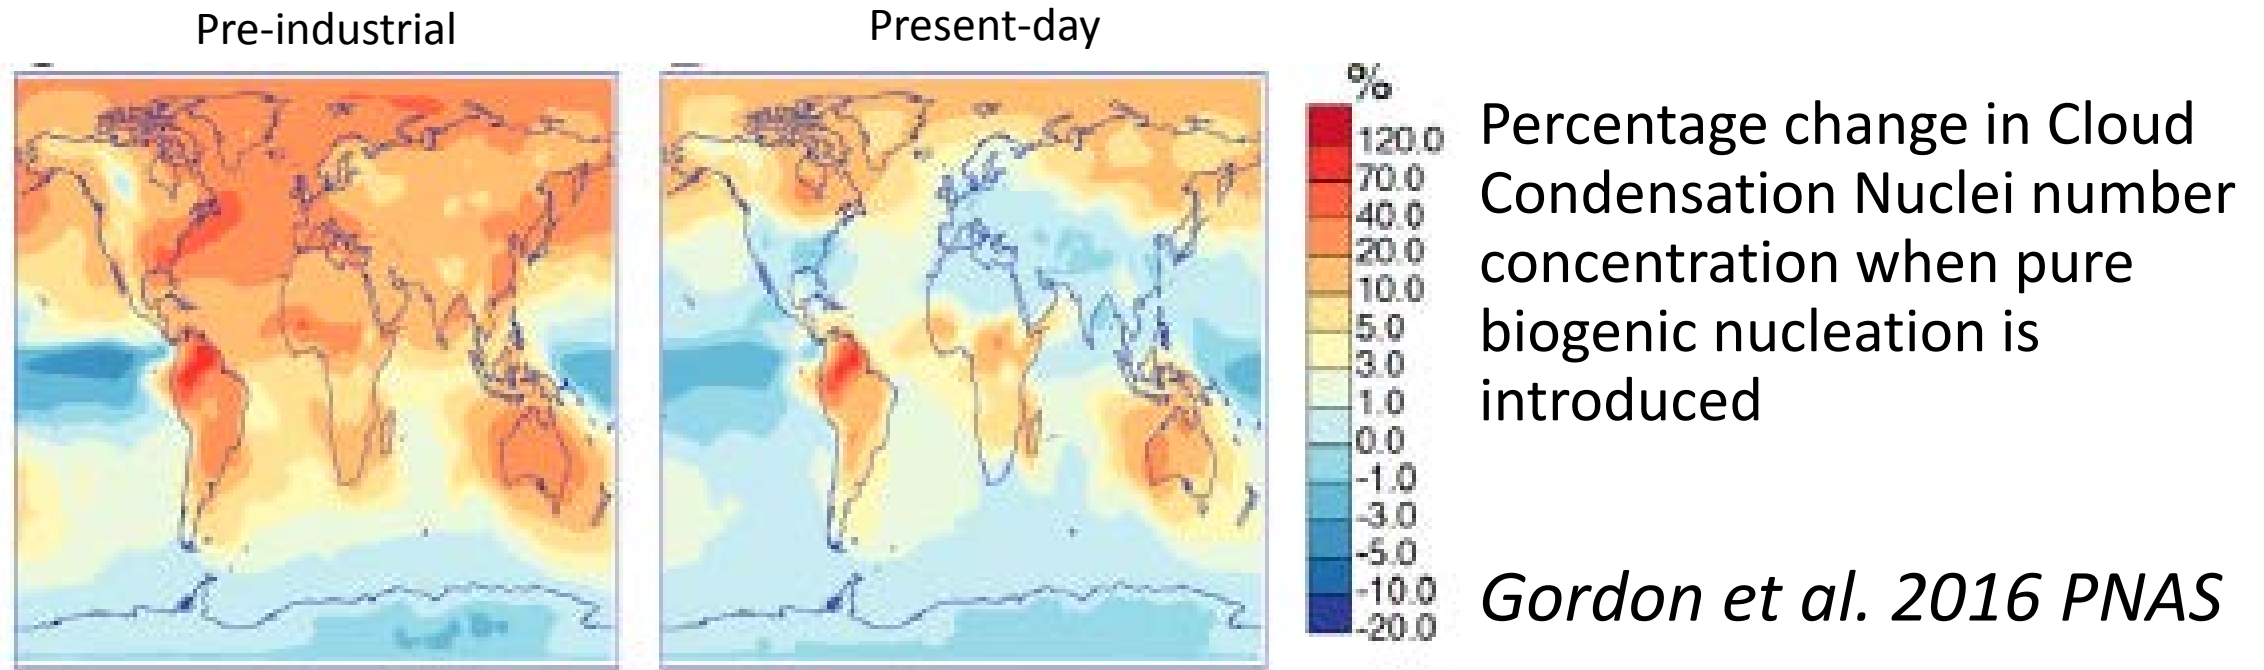 Pre-industrial
Present-day
%
120.0
70.0
40.0
20.0
10.0
5.0
3.0
1.0
0.0
-1.0
-3.0
-5.0
-10.0
-20.0
Percentage change in Cloud
Condensation Nuclei number
concentration when pure
biogenic nucleation is
introduced
Gordon et al. 2016 PNAS